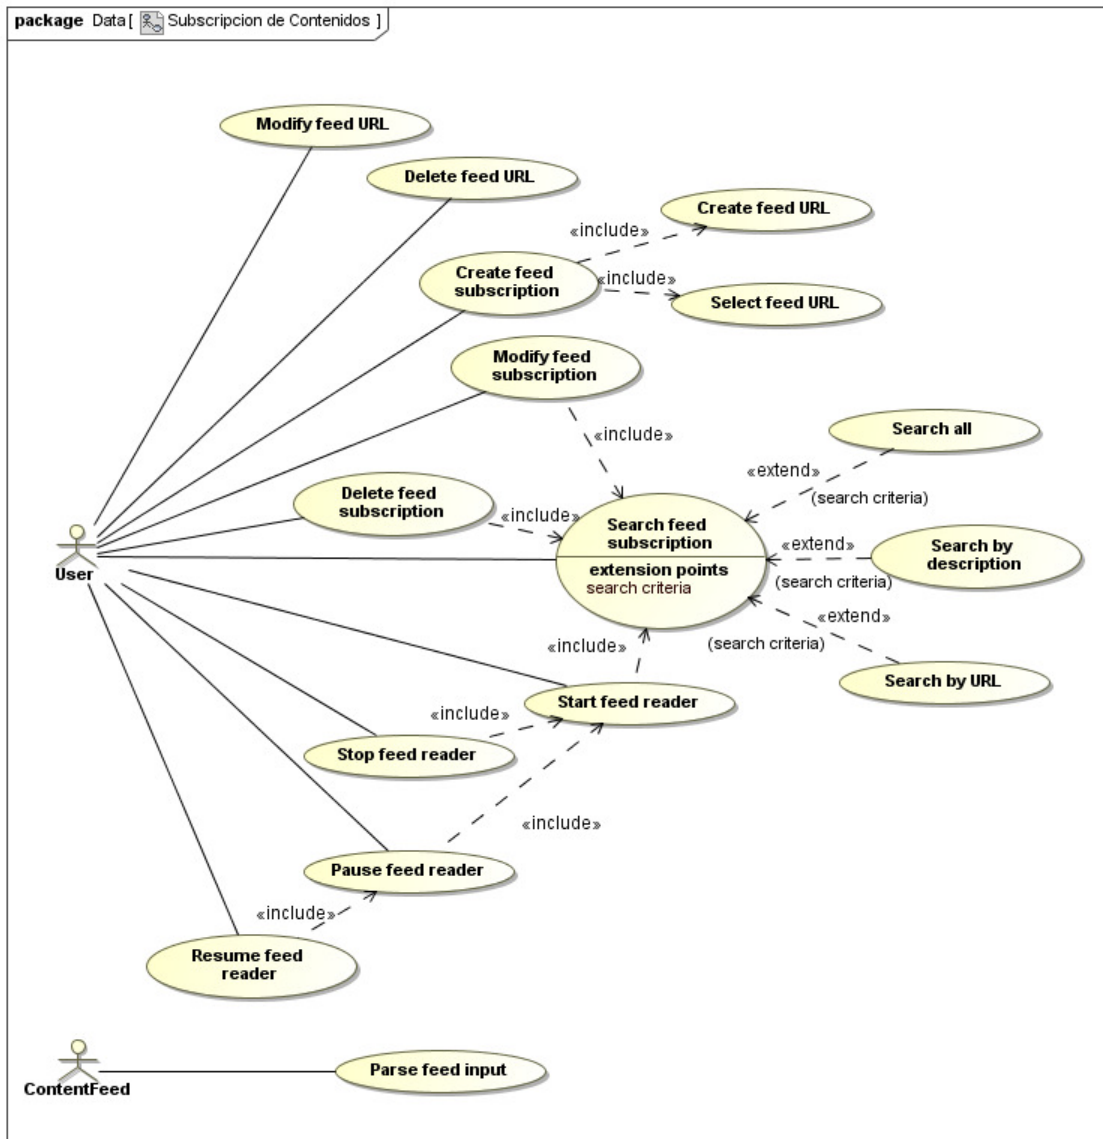 package Data [ Subscripcion de Contenidos ]
Modify feed URL
Delete feed URL
Create feed URL
«include»
Create feed
subscription
«include»
Select feed URL
Modify feed
subscription
«include»
Search all
«extend»
(search criteria)
Delete feed
subscription
«include»
Search feed
subscription
extension points
search criteria
«extend»
Search by
description
(search criteria)
User
«extend»
(search criteria)
«include»
Search by URL
Start feed reader
«include»
Stop feed reader
«include»
Pause feed reader
«include»
Resume feed
reader
Parse feed input
ContentFeed